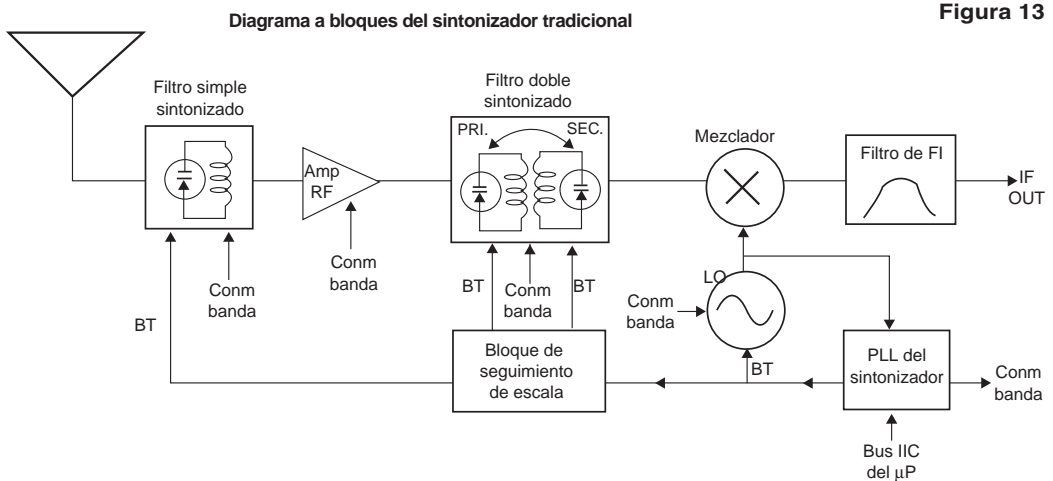 Diagrama a bloques del sintonizador tradicional
Figura 13
Filtro simple
sintonizado
Amp
RF
Conm
banda
Conm
banda
BT
Filtro doble
sintonizado
PRI.
SEC.
BT
Conm
banda
BT
Bloque de
seguimiento
de escala
Mezclador
LO
Conm
banda
BT
Filtro de FI
IF
OUT
PLL del
sintonizador
Conm
banda
Bus IIC
del µP